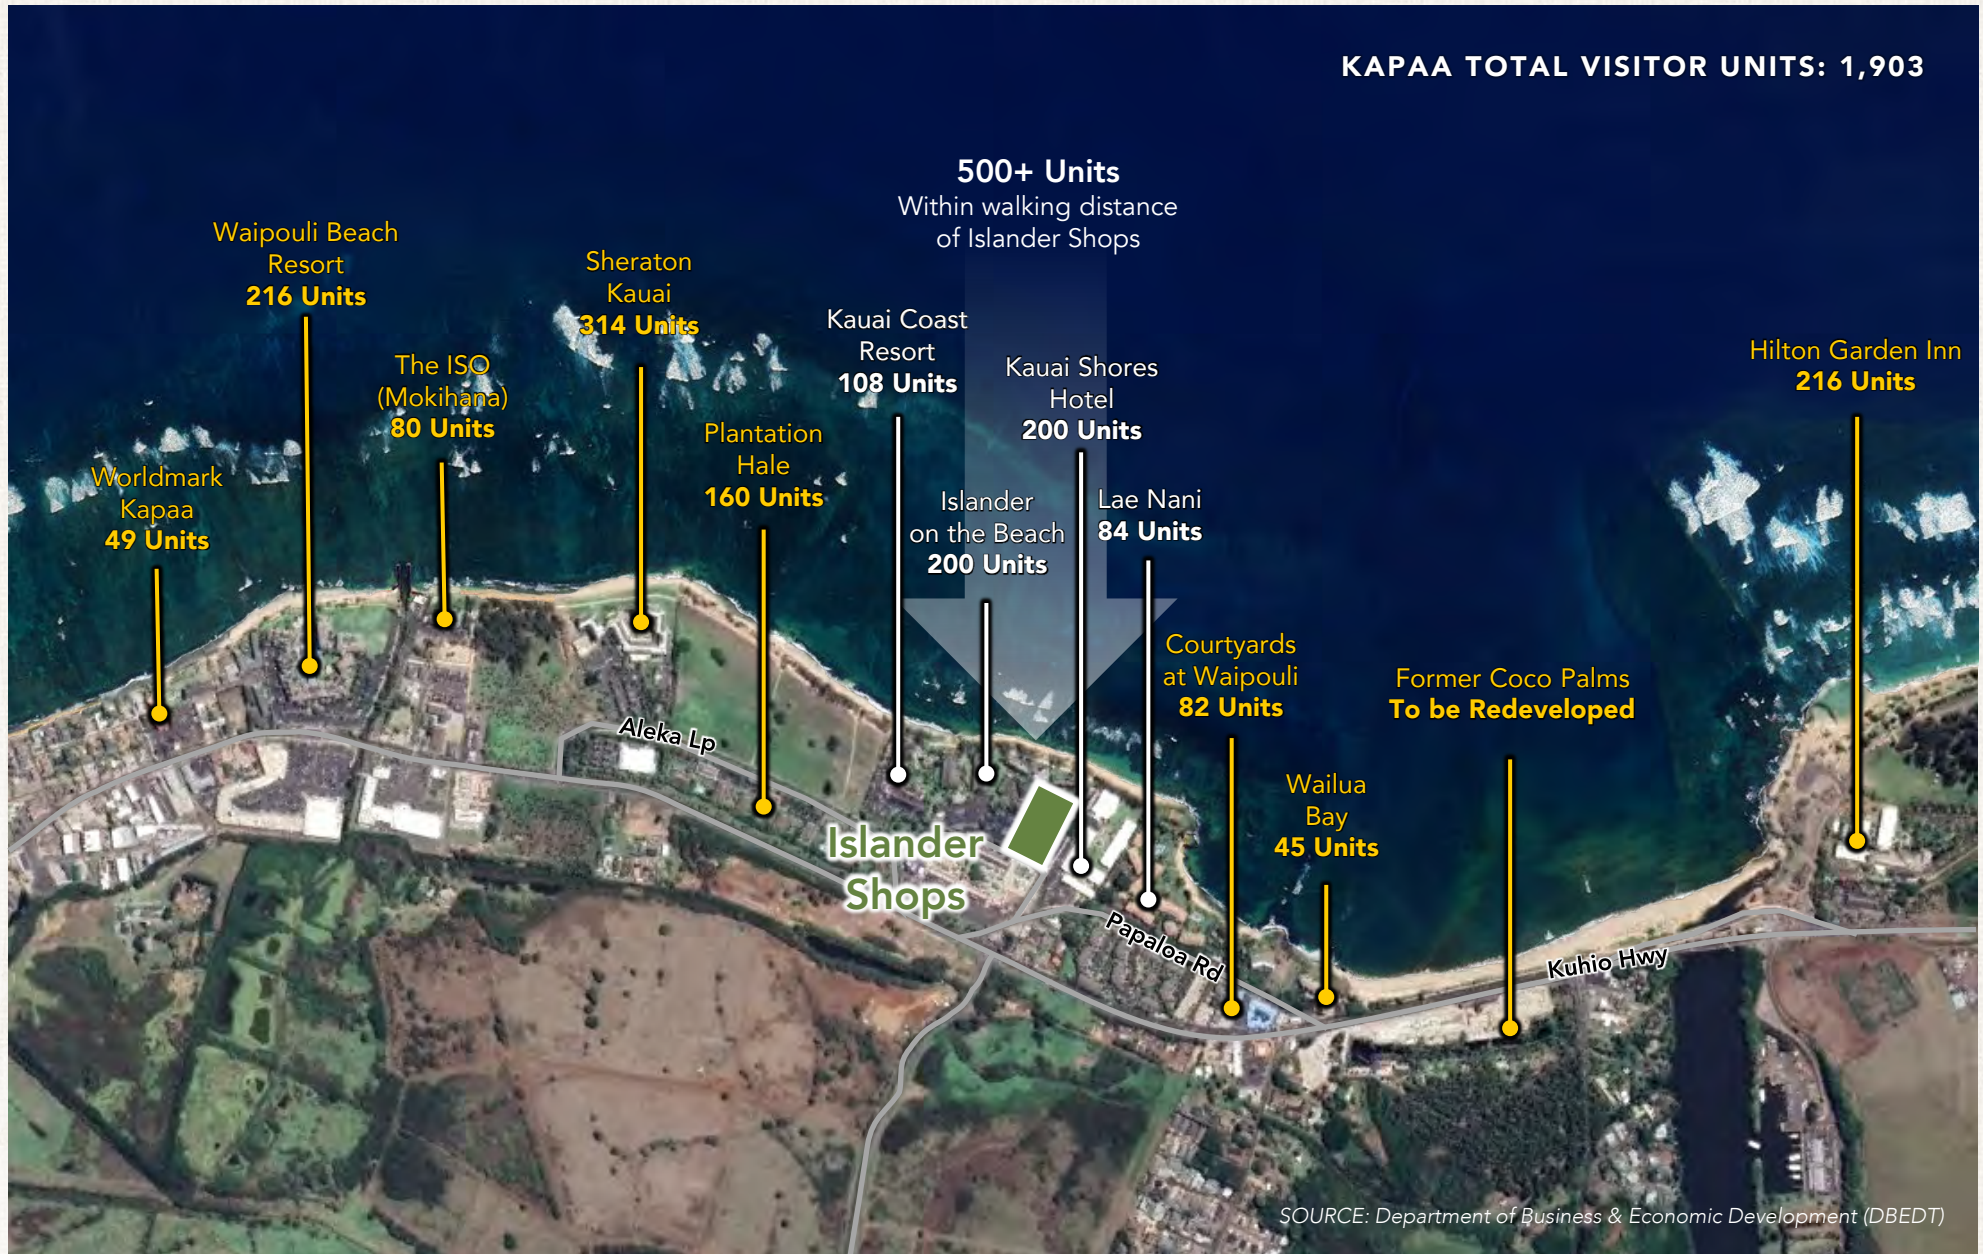 KAPAA TOTAL VISITOR UNITS: 1,903
500+ Units
Within walking distance
of Islander Shops
Waipouli Beach
Resort
216 Units
Sheraton
Kauai
314 Units
Kauai Coast
Resort
108 Units
Kauai Shores
Hotel
200 Units
Hilton Garden Inn
216 Units
The ISO
(Mokihana)
80 Units
Plantation
Hale
160 Units
Worldmark
Kapaa
49 Units
Islander
on the Beach
200 Units
Lae Nani
84 Units
Courtyards
at Waipouli
82 Units
Former Coco Palms
To be Redeveloped
Wailua
Bay
45 Units
Aleka Lp
Islander
Shops
Papaloa Rd
Kuhio Hwy
SOURCE: Department of Business & Economic Development (DBEDT)